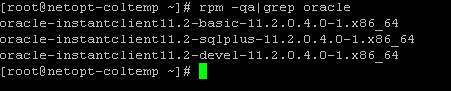 [root@netopt-coltemp ~]# rpm -qa|grep oracle
oracle-instantclient11.2-basic-11.2.0.4.0-1.x86_64
oracle-instantclient11.2-sqlplus-11.2.0.4.0-1.x86_64
oracle-instantclient11.2-devel-11.2.0.4.0-1.x86_64
[root@netopt-coltemp ~]#